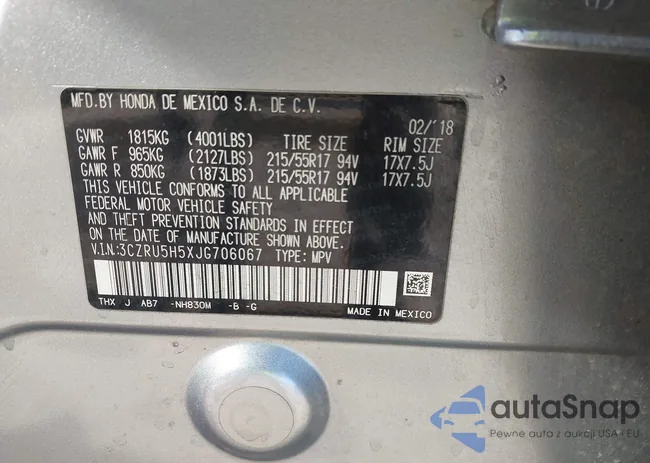 MFD.BY HONDA DE MEXICO S.A. DE C.V.
02/'18
GVWR 1815KG (4001LBS) TIRE SIZE RIM SIZE
GAWR F 965KG (2127LBS) 215/55R17 94V 17X7.5J
GAWR R 850KG (1873LBS) 215/55R17 94V 17X7.5J
THIS VEHICLE CONFORMS TO ALL APPLICABLE
FEDERAL MOTOR VEHICLE SAFETY
AND THEFT PREVENTION STANDARDS IN EFFECT
ON THE DATE OF MANUFACTURE SHOWN ABOVE.
V.I.N:3CZRU5H5XJG706067 TYPE: MPV
THX J AB7 -NH830M -B -G
MADE IN MEXICO
autoSnap
Pewne auta z aukcji USA i EU